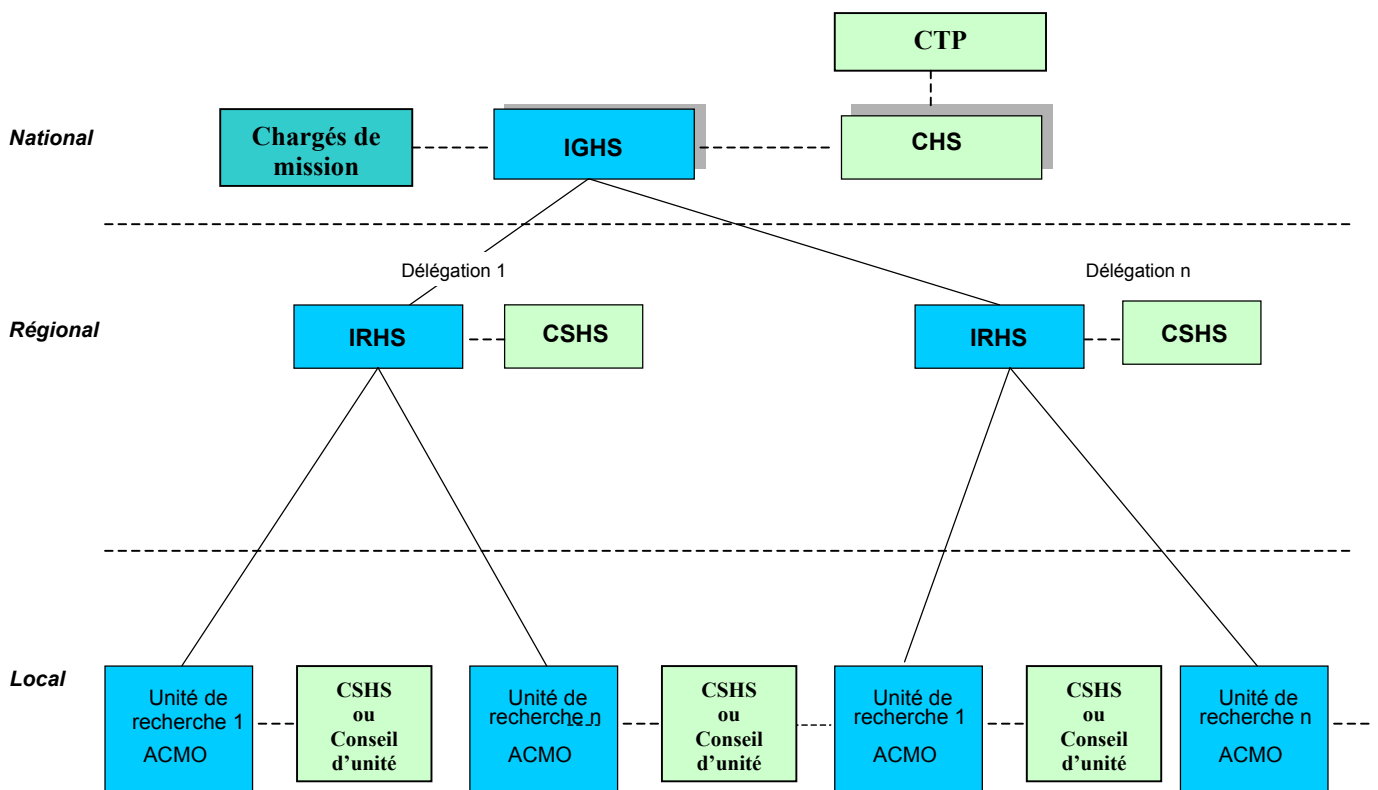 CTP
National
Chargés de
mission
IGHS
CHS
Délégation 1
Délégation n
Régional
IRHS
CSHS
IRHS
CSHS
Local
Unité de
recherche 1
ACMO
CSHS
ou
Conseil
d’unité
Unité de
recherche n
ACMO
CSHS
ou
Conseil
d’unité
Unité de
recherche 1
ACMO
CSHS
ou
Conseil
d’unité
Unité de
recherche n
ACMO